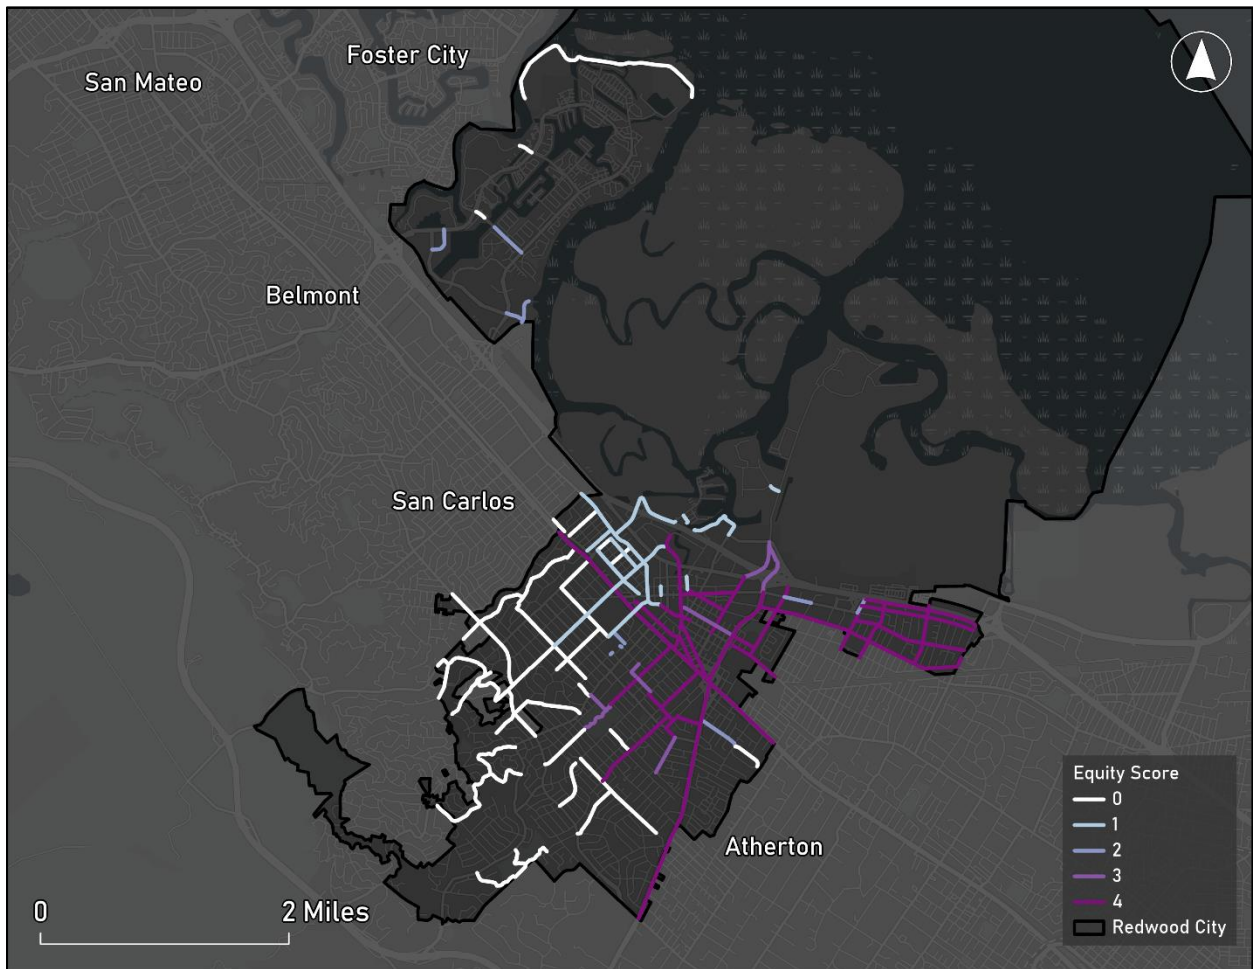 Foster City
San Mateo
Belmont
San Carlos
Atherton
Equity Score
0
1
2
3
4
Redwood City
0 2 Miles